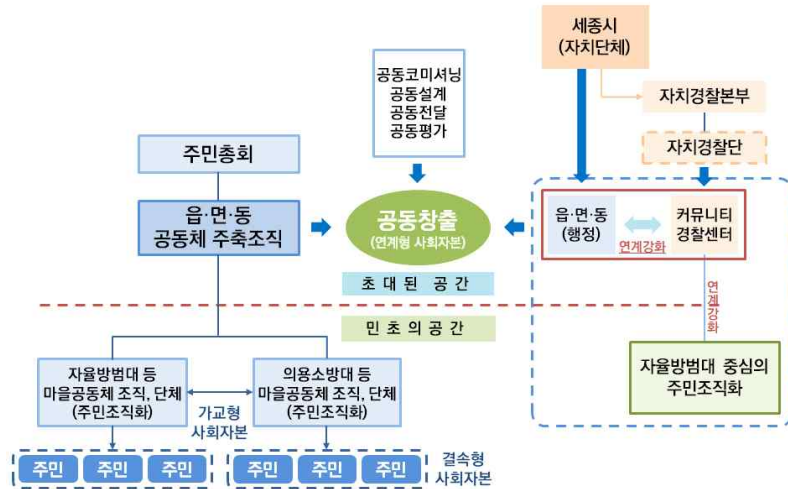 세종시
(자치단체)
공동코미셔닝
공동설계
공동전달
공동평가
자치경찰본부
자치경찰단
주민총회
읍·면·동
공동체 주축조직
공동창출
(연계형 사회자본)
읍·면·동
(행정)
연계강화
커뮤니티
경찰센터
초대된 공간
민초의공간
연계강화
자율방범대 등
마을공동체 조직, 단체
(주민조직화)
가교형
사회자본
의용소방대 등
마을공동체 조직, 단체
(주민조직화)
자율방범대 중심의
주민조직화
주민 주민 주민
주민 주민 주민
결속형
사회자본